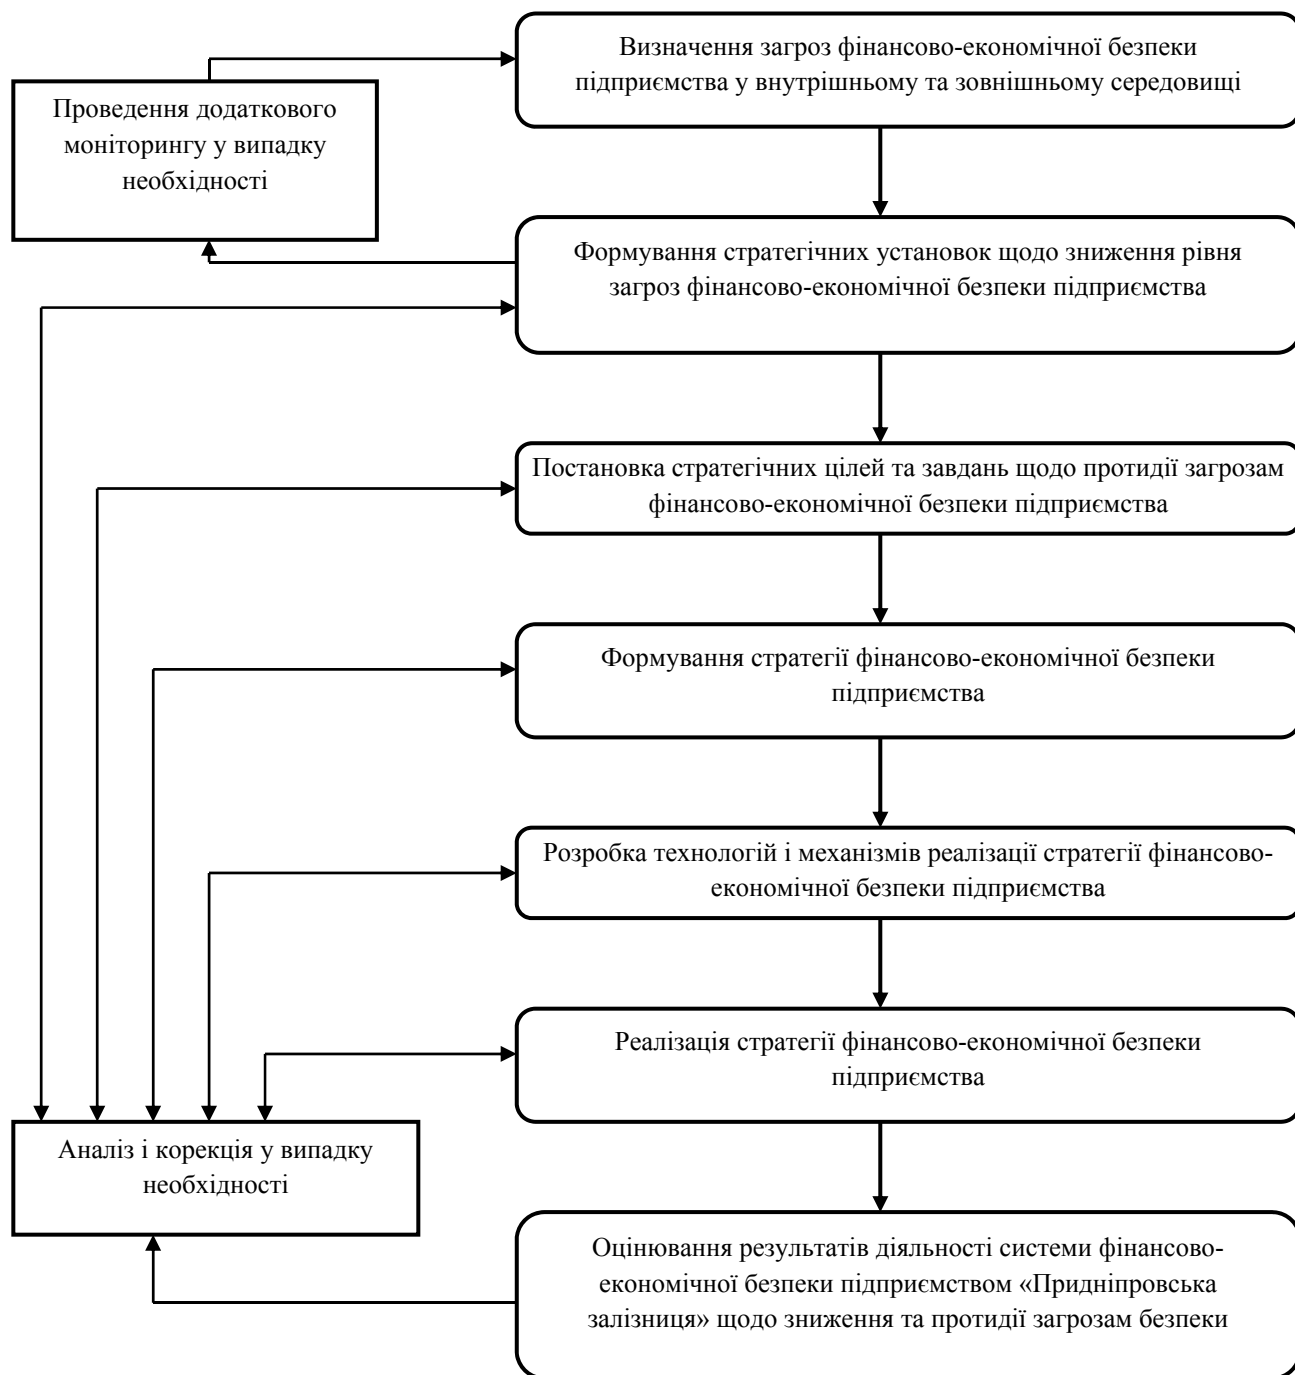 Визначення загроз фінансово-економічної безпеки
підприємства у внутрішньому та зовнішньому середовищі
Проведення додаткового
моніторингу у випадку
необхідності
Формування стратегічних установок щодо зниження рівня
загроз фінансово-економічної безпеки підприємства
Постановка стратегічних цілей та завдань щодо протидії загрозам
фінансово-економічної безпеки підприємства
Формування стратегії фінансово-економічної безпеки
підприємства
Розробка технологій і механізмів реалізації стратегії фінансово-
економічної безпеки підприємства
Реалізація стратегії фінансово-економічної безпеки
підприємства
Аналіз і корекція у випадку
необхідності
Оцінювання результатів діяльності системи фінансово-
економічної безпеки підприємством «Придніпровська
залізниця» щодо зниження та протидії загрозам безпеки